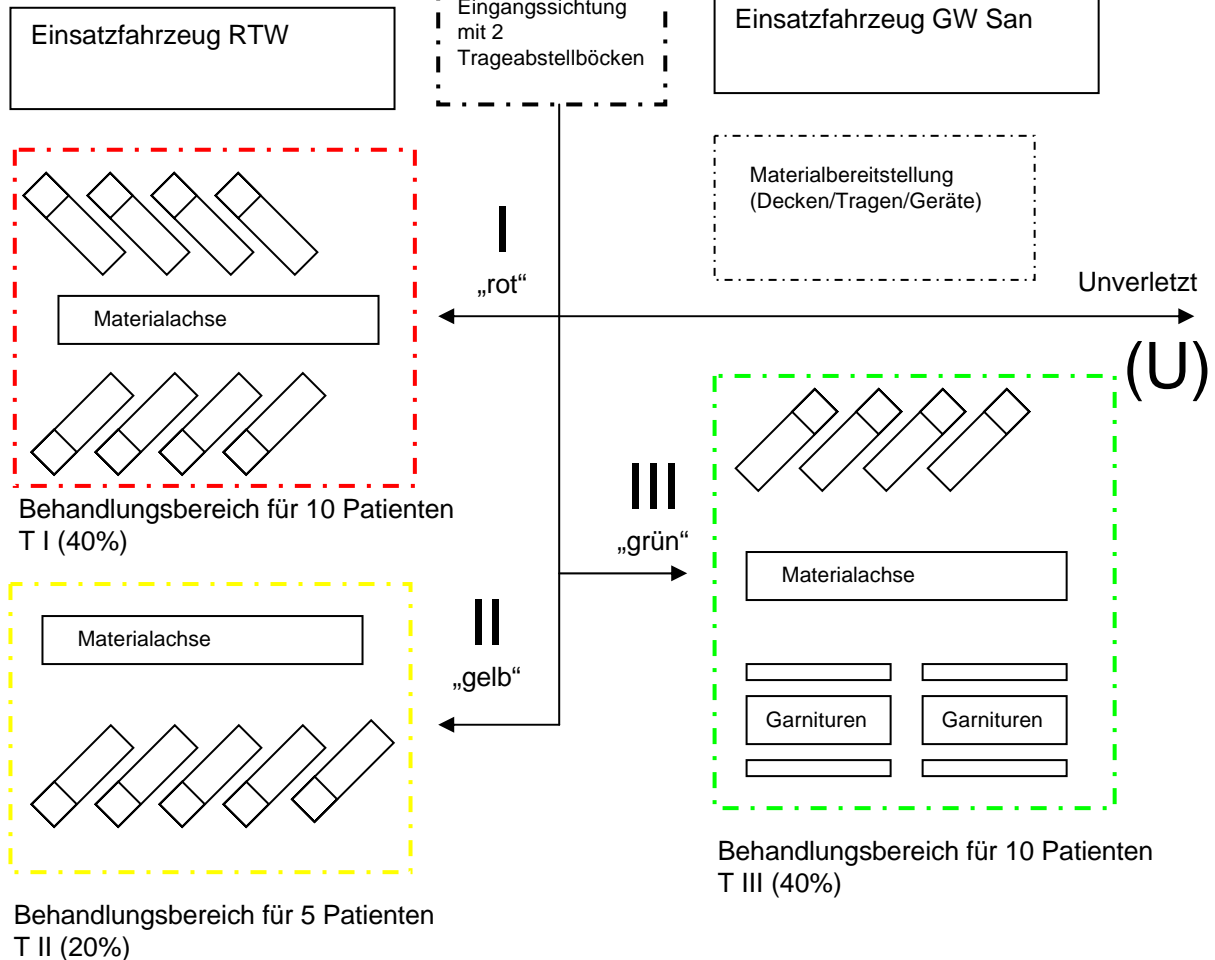 Einsatzfahrzeug RTW
Eingangssichtung
mit 2
Trageabstellböcken
Einsatzfahrzeug GW San
Materialbereitstellung
(Decken/Tragen/Geräte)
I
„rot“
Unverletzt
(U)
Materialachse
Behandlungsbereich für 10 Patienten
T I (40%)
III
„grün“
Materialachse
Garnituren
Garnituren
Behandlungsbereich für 10 Patienten
T III (40%)
II
„gelb“
Materialachse
Behandlungsbereich für 5 Patienten
T II (20%)